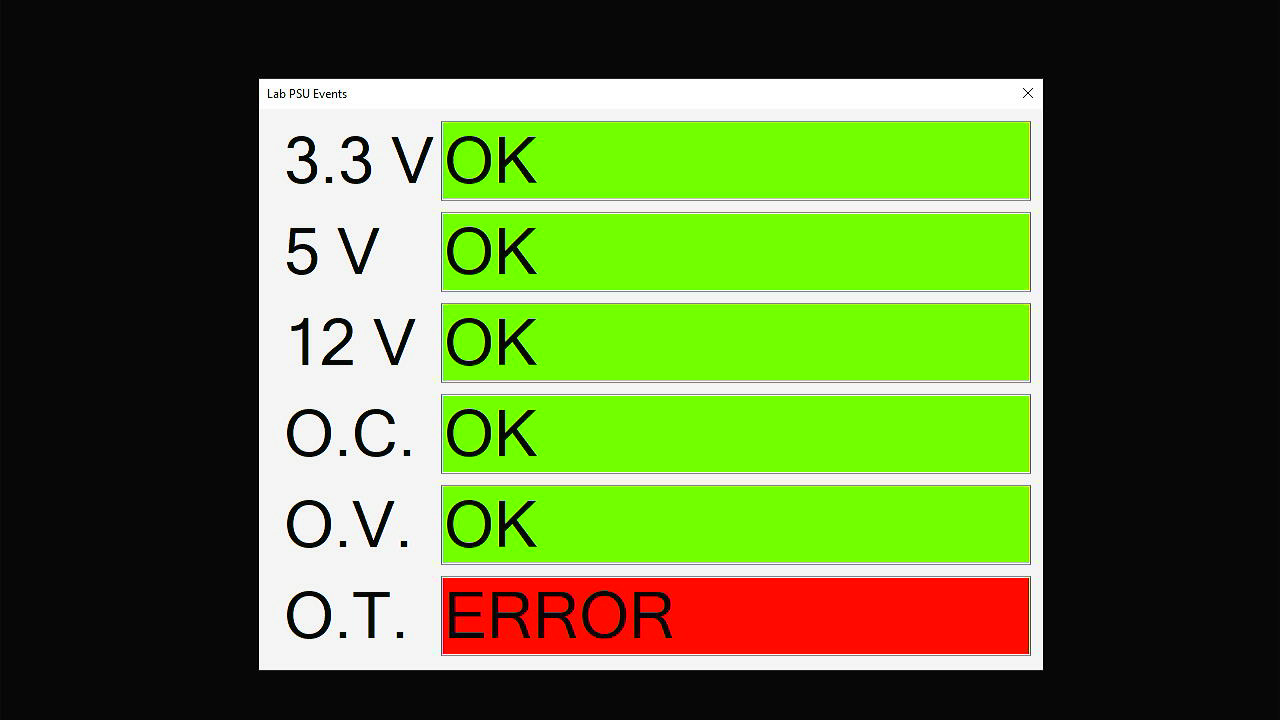 Lab PSU Events
3.3 V OK
5 V OK
12 V OK
O.C. OK
O.V. OK
O.T. ERROR